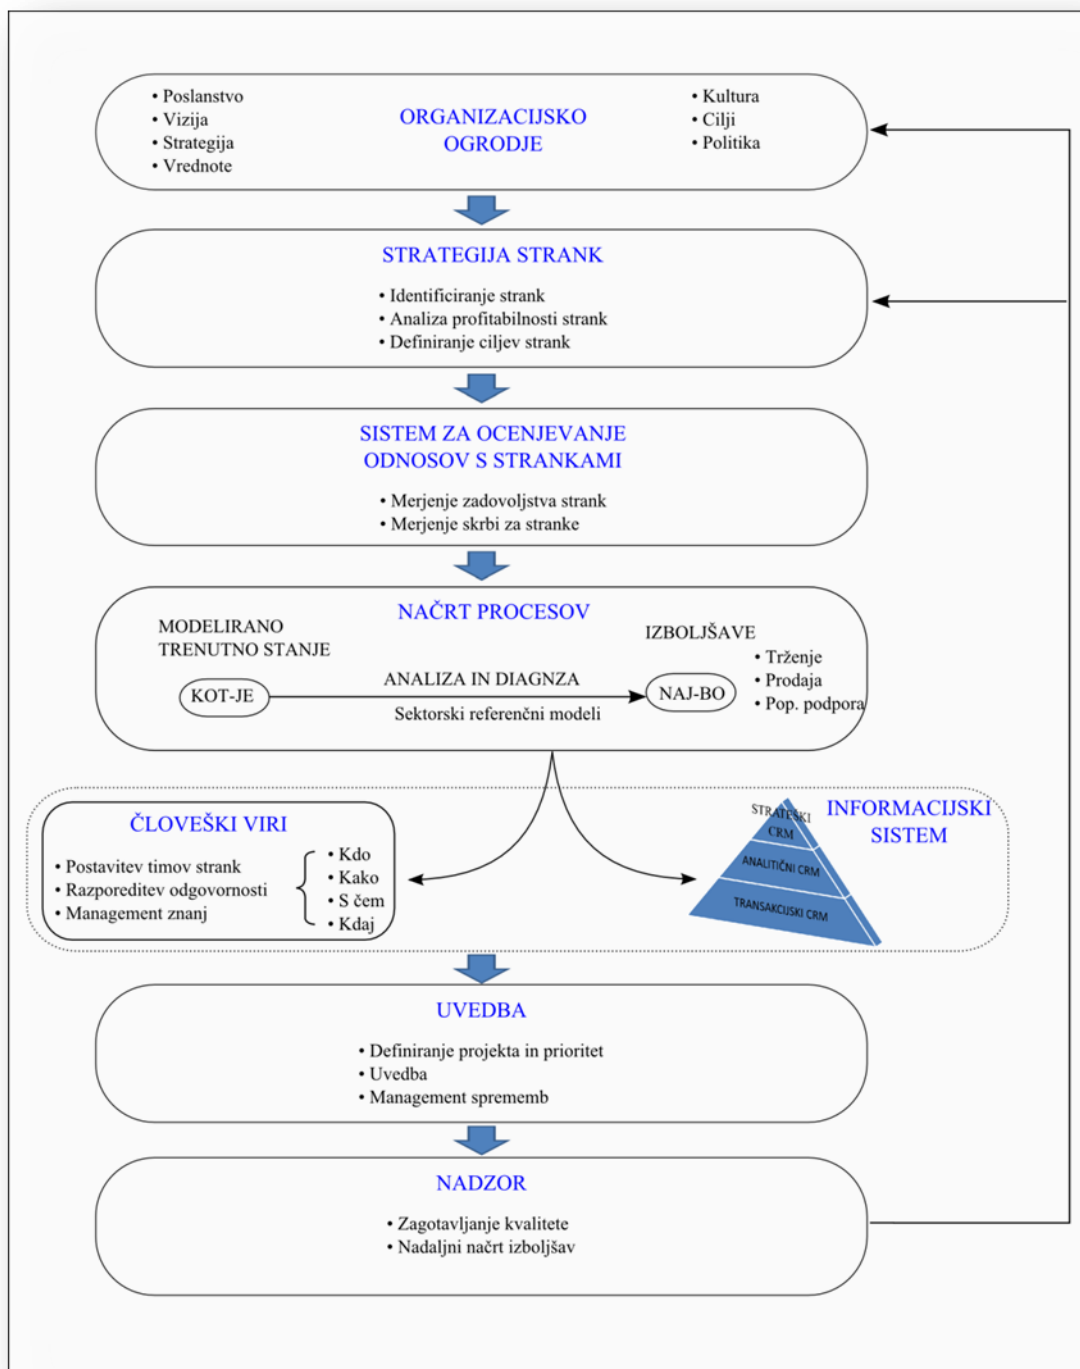 • Poslanstvo
• Vizija
• Strategija
• Vrednote
ORGANIZACIJSKO
OGRODJE
• Kultura
• Cilji
• Politika
STRATEGIJA STRANK
• Identificiranje strank
• Analiza profitabilnosti strank
• Definiranje ciljev strank
SISTEM ZA OCENJEVANJE
ODNOSOV S STRANKAMI
• Merjenje zadovoljstva strank
• Merjenje skrbi za stranke
NAČRT PROCESOV
MODELIRANO
TRENUTNO STANJE
KOT-JE
ANALIZA IN DIAGNZA
Sektorski referenčni modeli
IZBOLJŠAVE
NAJ-BO
• Trženje
• Prodaja
• Pop. podpora
ČLOVEŠKI VIRI
• Postavitev timov strank
• Razporeditev odgovornosti
• Management znanj
• Kdo
• Kako
• S čem
• Kdaj
INFORMACIJSKI
SISTEM
STRATEŠKI
CRM
ANALITIČNI CRM
TRANSAKCIJSKI CRM
UVEDBA
• Definiranje projekta in prioritet
• Uvedba
• Management sprememb
NADZOR
• Zagotavljanje kvalitete
• Nadaljni načrt izboljšav